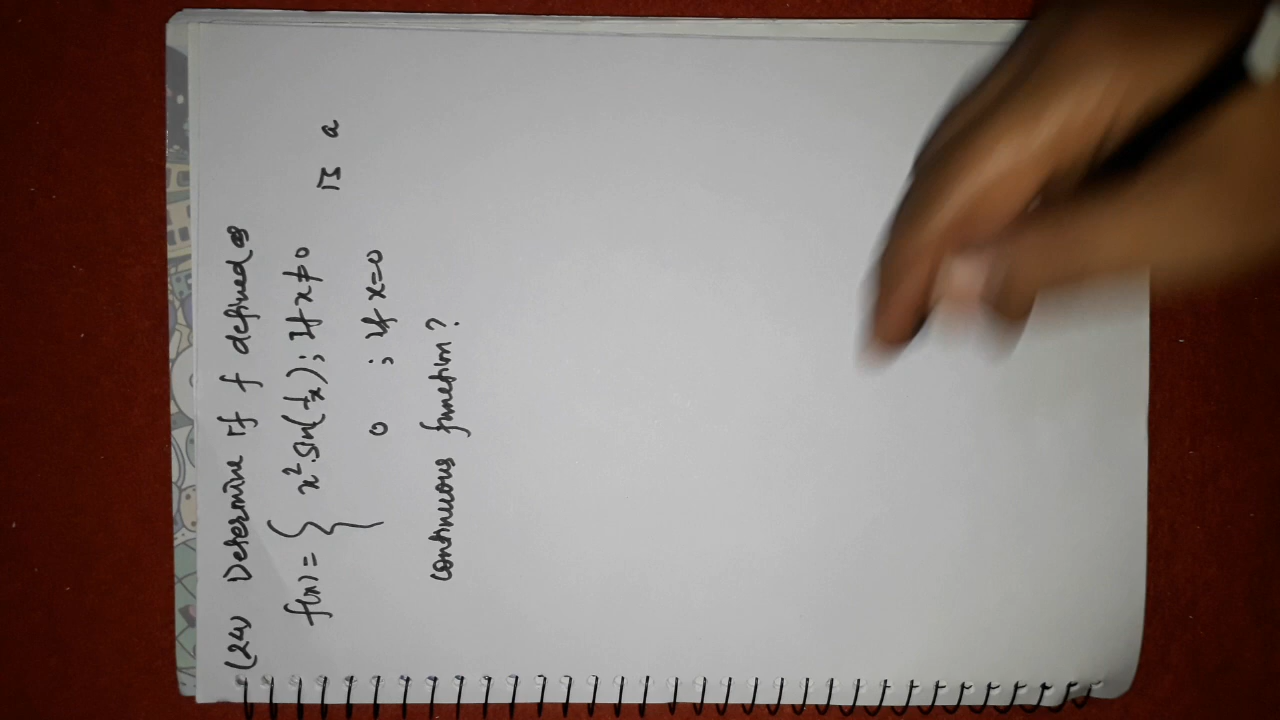 (24) Determine if f defined as
f(x) = { x² sin(1/x) ; if x ≠ 0
0 ; if x=0 is a
continuous function?